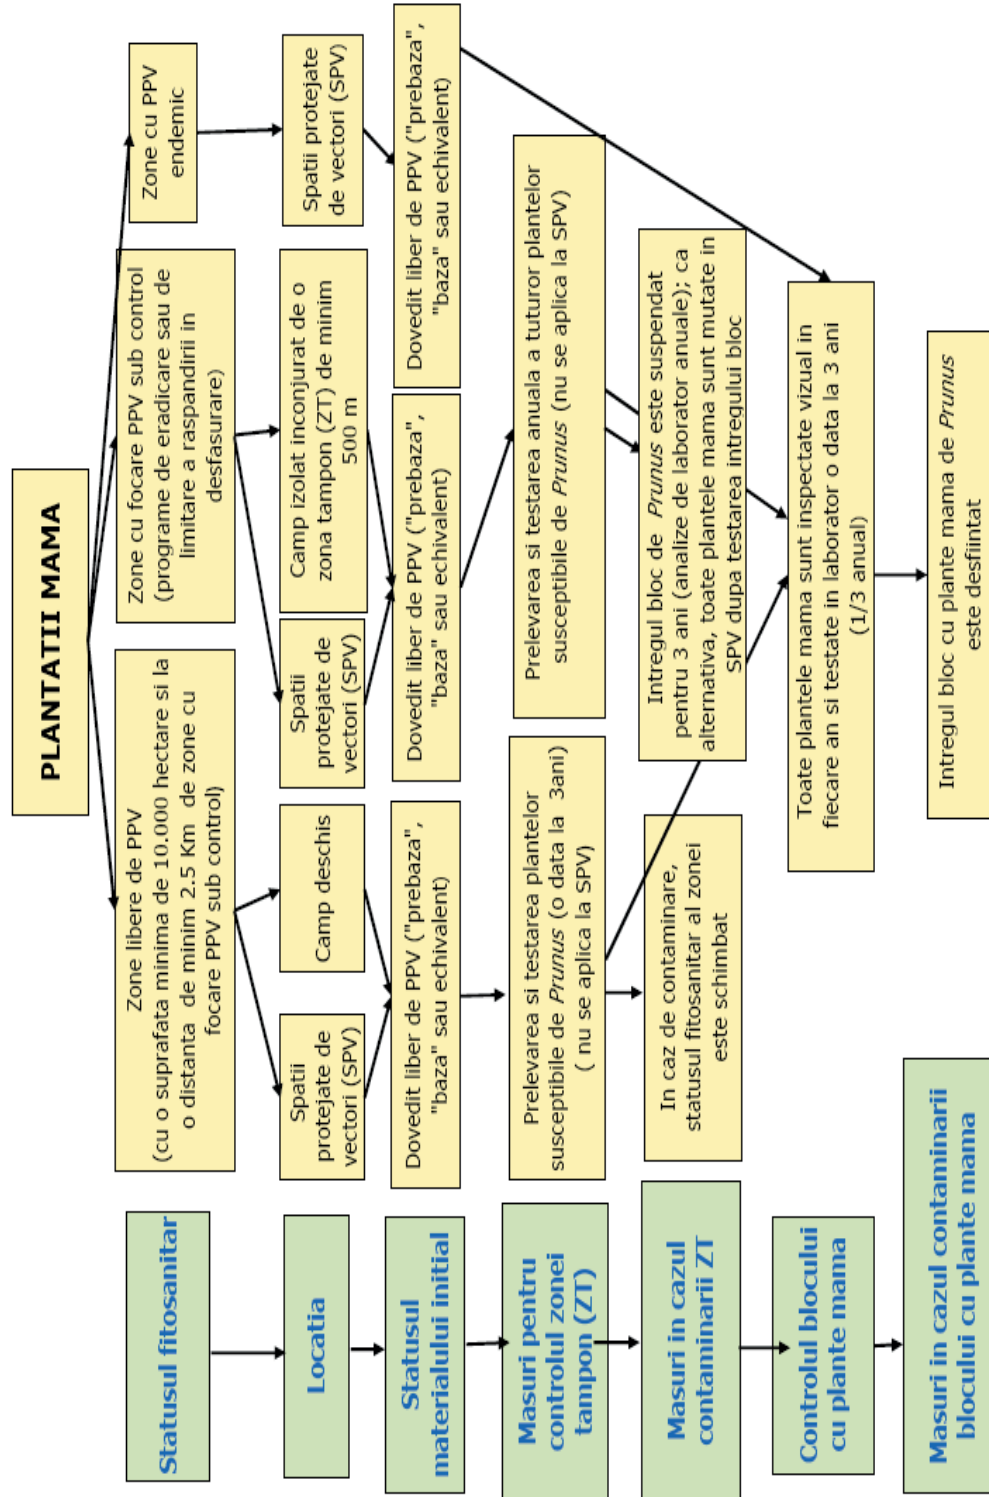 PLANTATII MAMA
Statusul fitosanitar
Zone libere de PPV
(cu o suprafata minima de 10.000 hectare si la
o distanta de minim 2.5 Km de zone cu
focare PPV sub control)
Zone cu focare PPV sub control
(programe de eradicare sau de
limitare a raspandirii in
desfasurare)
Zone cu PPV
endemic
Locatia
Spatii
protejate de
vectori (SPV)
Camp deschis
Spatii
protejate de
vectori (SPV)
Camp izolat inconjurat de o
zona tampon (ZT) de minim
500 m
Spatii protejate
de vectori (SPV)
Statusul
materialului initial
Dovedit liber de PPV ("prebaza",
"baza" sau echivalent)
Dovedit liber de PPV ("prebaza",
"baza" sau echivalent)
Dovedit liber de PPV ("prebaza",
"baza" sau echivalent)
Masuri pentru
controlul zonei
tampon (ZT)
Prelevarea si testarea plantelor
susceptibile de Prunus (o data la 3ani)
( nu se aplica la SPV)
Prelevarea si testarea anuala a tuturor plantelor
susceptibile de Prunus (nu se aplica la SPV)
Masuri in cazul
contaminarii ZT
In caz de contaminare,
statusul fitosanitar al zonei
este schimbat
Intregul bloc de Prunus este suspendat
pentru 3 ani (analize de laborator anuale); ca
alternativa, toate plantele mama sunt mutate in
SPV dupa testarea intregului bloc
Controlul blocului
cu plante mama
Toate plantele mama sunt inspectate vizual in
fiecare an si testate in laborator o data la 3 ani
(1/3 anual)
Masuri in cazul contaminarii
blocului cu plante mama
Intregul bloc cu plante mama de Prunus
este desfiintat